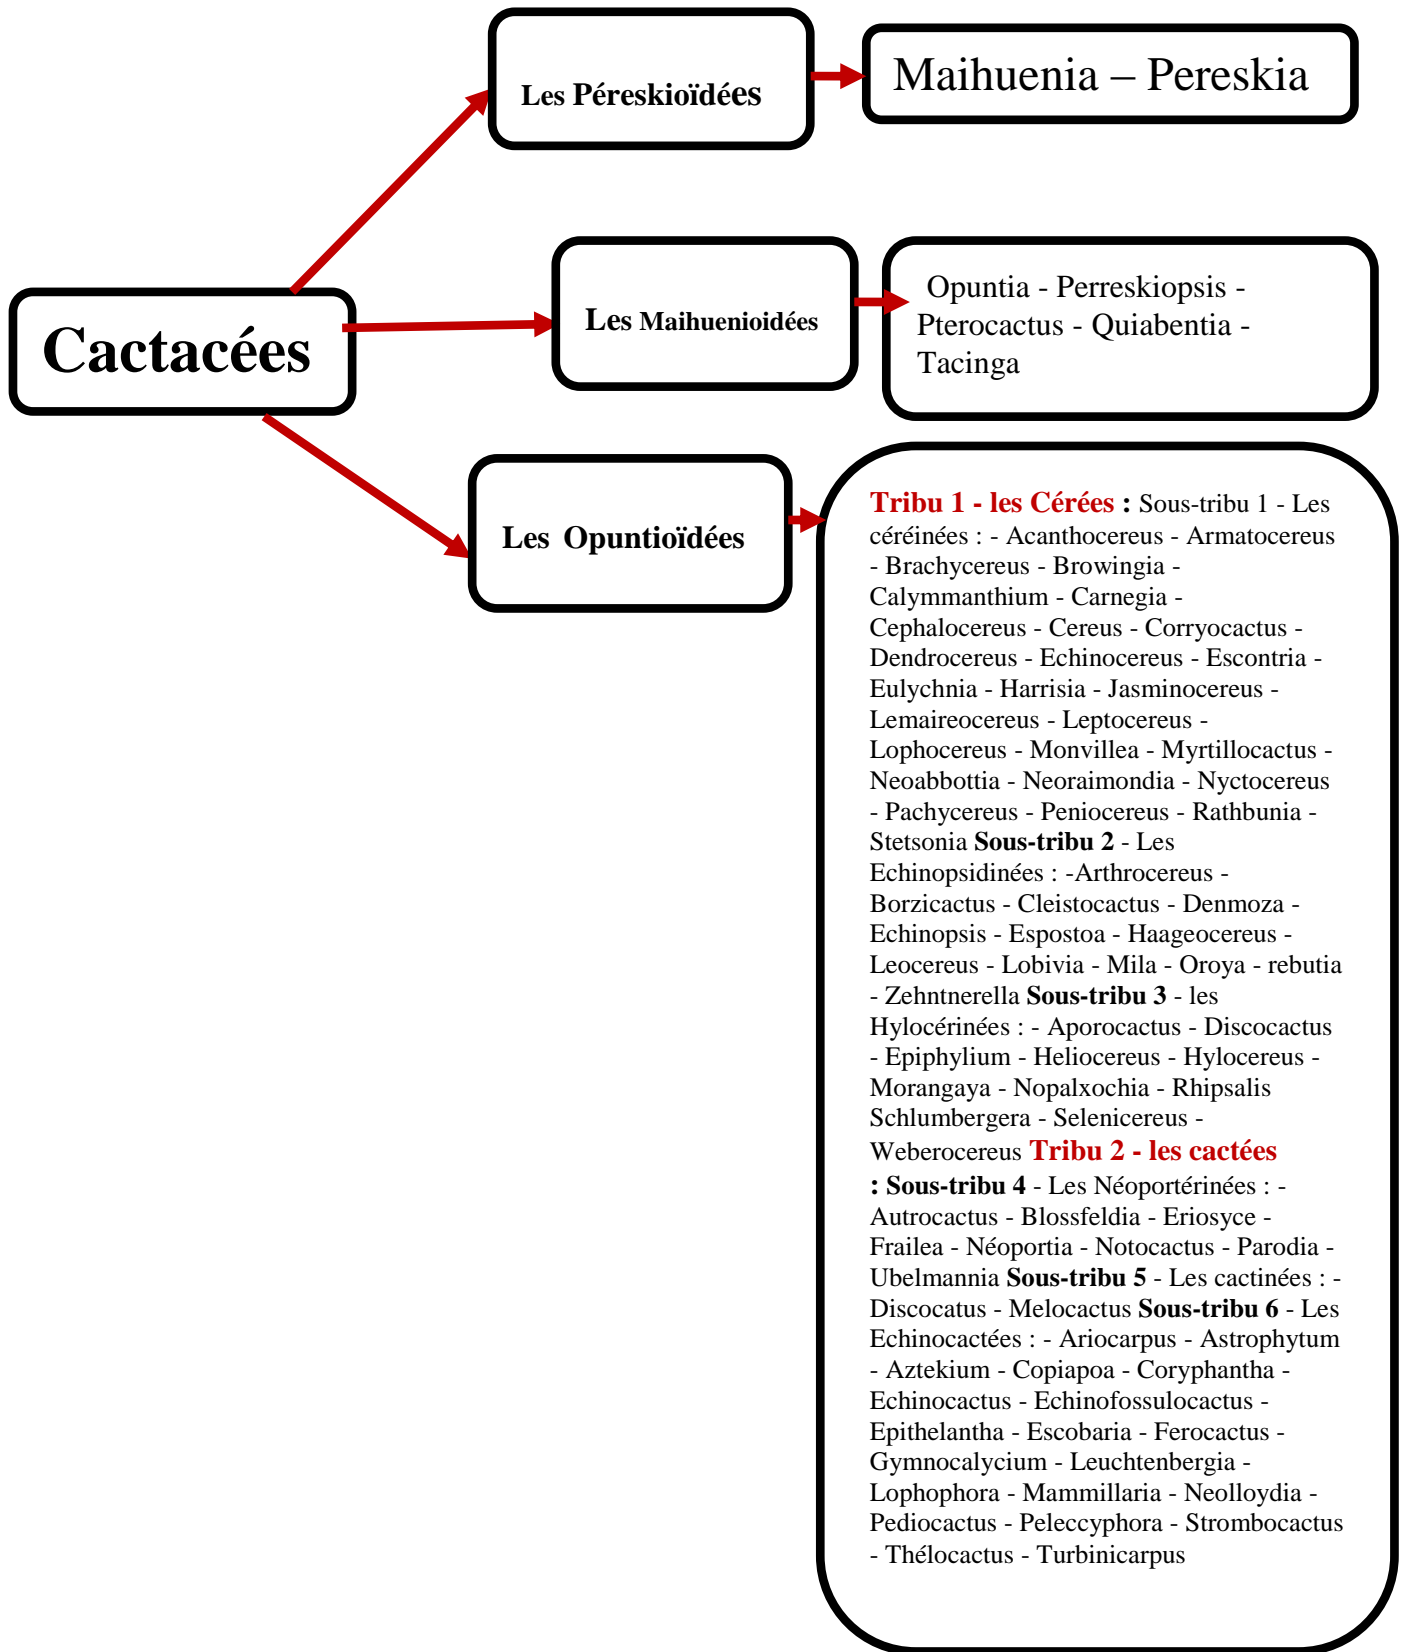 Les Péreskioïdées
Maihuenia – Pereskia
Cactacées
Les Maihuenioidées
Opuntia - Perreskiopsis -
Pterocactus - Quiabentia -
Tacinga
Les Opuntioïdées
Tribu 1 - les Cérées : Sous-tribu 1 - Les
céréinées : - Acanthocereus - Armatocereus
- Brachycereus - Browingia -
Calymmanthium - Carnegia -
Cephalocereus - Cereus - Corryocactus -
Dendrocereus - Echinocereus - Escontria -
Eulychnia - Harrisia - Jasminocereus -
Lemaireocereus - Leptocereus -
Lophocereus - Monvillea - Myrtillocactus -
Neoabbottia - Neoraimondia - Nyctocereus
- Pachycereus - Peniocereus - Rathbunia -
Stetsonia Sous-tribu 2 - Les
Echinopsidinées : -Arthrocereus -
Borzicactus - Cleistocactus - Denmoza -
Echinopsis - Espostoa - Haageocereus -
Leocereus - Lobivia - Mila - Oroya - rebutia
- Zehntnerella Sous-tribu 3 - les
Hylocérinées : - Aporocactus - Discocactus
- Epiphylium - Heliocereus - Hylocereus -
Morangaya - Nopalxochia - Rhipsalis
Schlumbergera - Selenicereus -
Weberocereus Tribu 2 - les cactées
: Sous-tribu 4 - Les Néoportérinées : -
Autrocactus - Blossfeldia - Eriosyce -
Frailea - Néoportia - Notocactus - Parodia -
Ubelmannia Sous-tribu 5 - Les cactinées : -
Discocatus - Melocactus Sous-tribu 6 - Les
Echinocactées : - Ariocarpus - Astrophytum
- Aztekium - Copiapoa - Coryphantha -
Echinocactus - Echinofossulocactus -
Epithelantha - Escobaria - Ferocactus -
Gymnocalycium - Leuchtenbergia -
Lophophora - Mammillaria - Neolloydia -
Pediocactus - Peleccyphora - Strombocactus
- Thélocactus - Turbinicarpus